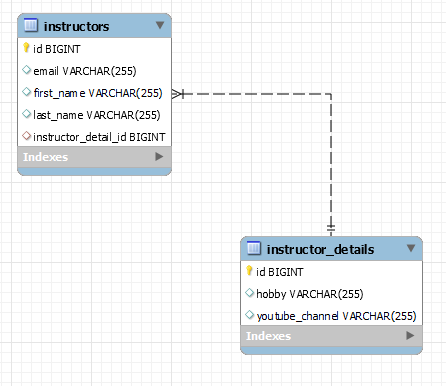 instructors
id BIGINT
email VARCHAR(255)
first_name VARCHAR(255)
last_name VARCHAR(255)
instructor_detail_id BIGINT
Indexes
instructor_details
id BIGINT
hobby VARCHAR(255)
youtube_channel VARCHAR(255)
Indexes